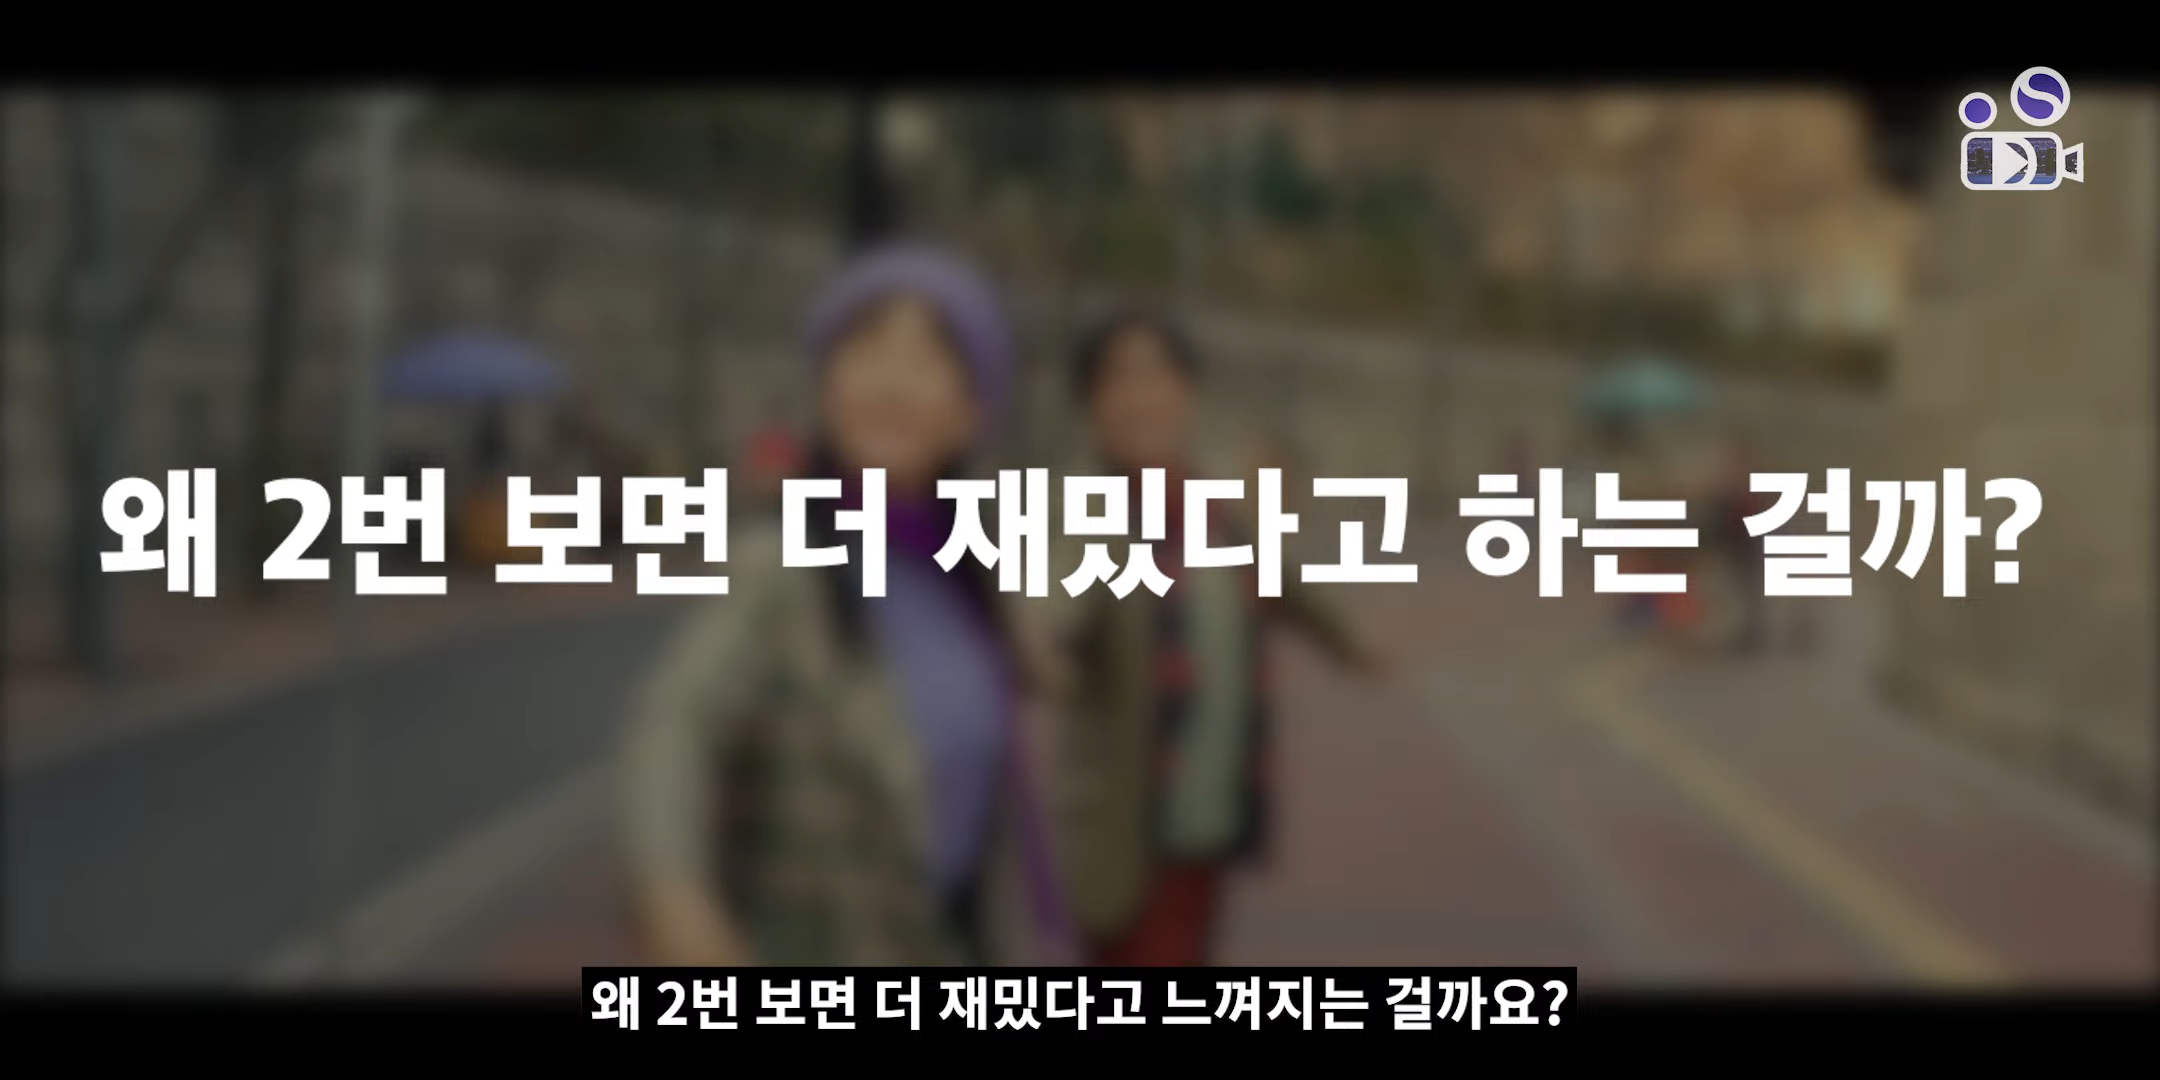 왜 2번 보면 더 재밌다고 하는 걸까?
왜 2번 보면 더 재밌다고 느껴지는 걸까요?